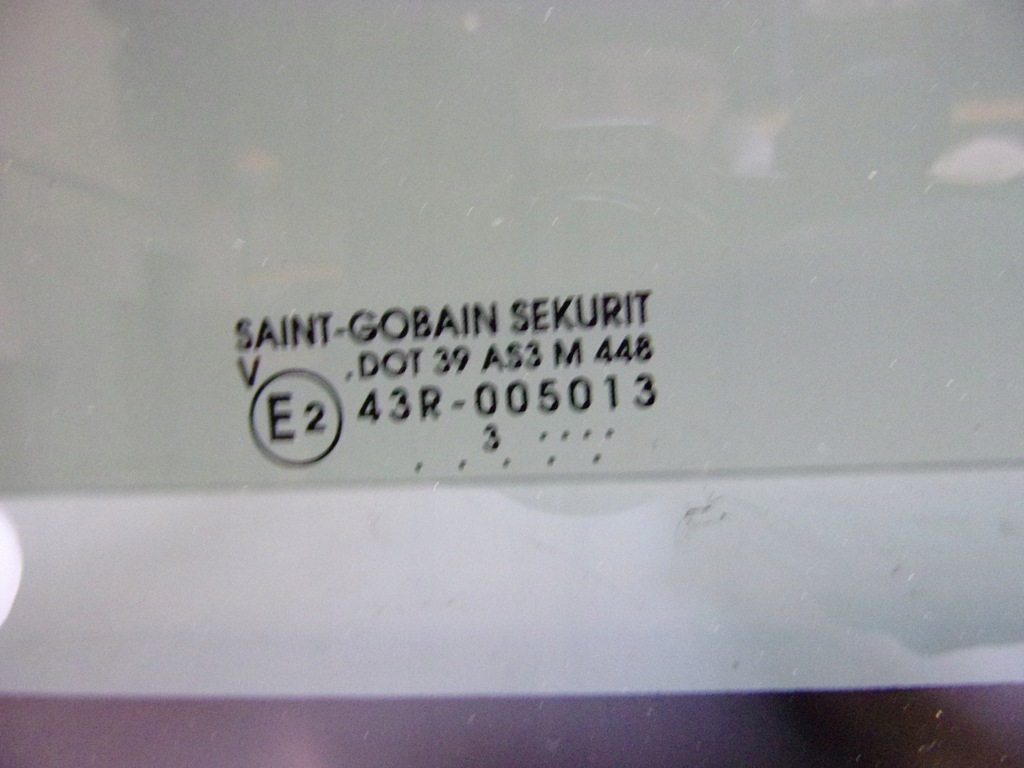 SAINT-GOBAIN SEKURIT
V .DOT 39 AS3 M 448
E2 43R-005013
3 ....
.....